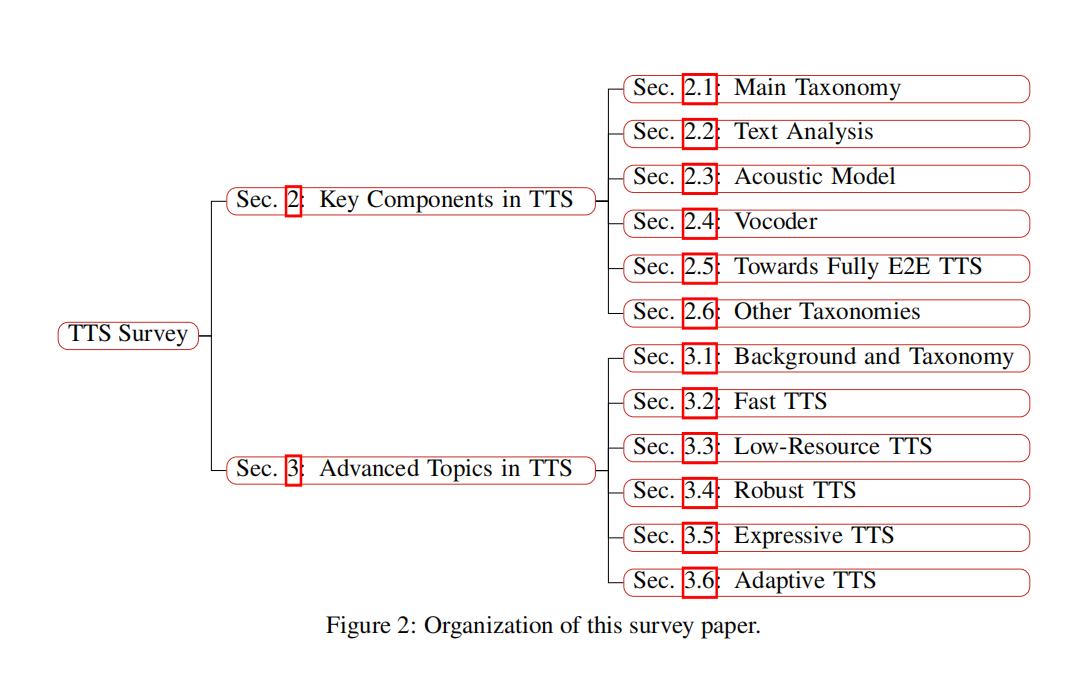 Sec. 2.1: Main Taxonomy
Sec. 2.2: Text Analysis
Sec. 2.3: Acoustic Model
Sec. 2: Key Components in TTS
Sec. 2.4: Vocoder
Sec. 2.5: Towards Fully E2E TTS
Sec. 2.6: Other Taxonomies
TTS Survey
Sec. 3.1: Background and Taxonomy
Sec. 3.2: Fast TTS
Sec. 3.3: Low-Resource TTS
Sec. 3: Advanced Topics in TTS
Sec. 3.4: Robust TTS
Sec. 3.5: Expressive TTS
Sec. 3.6: Adaptive TTS
Figure 2: Organization of this survey paper.